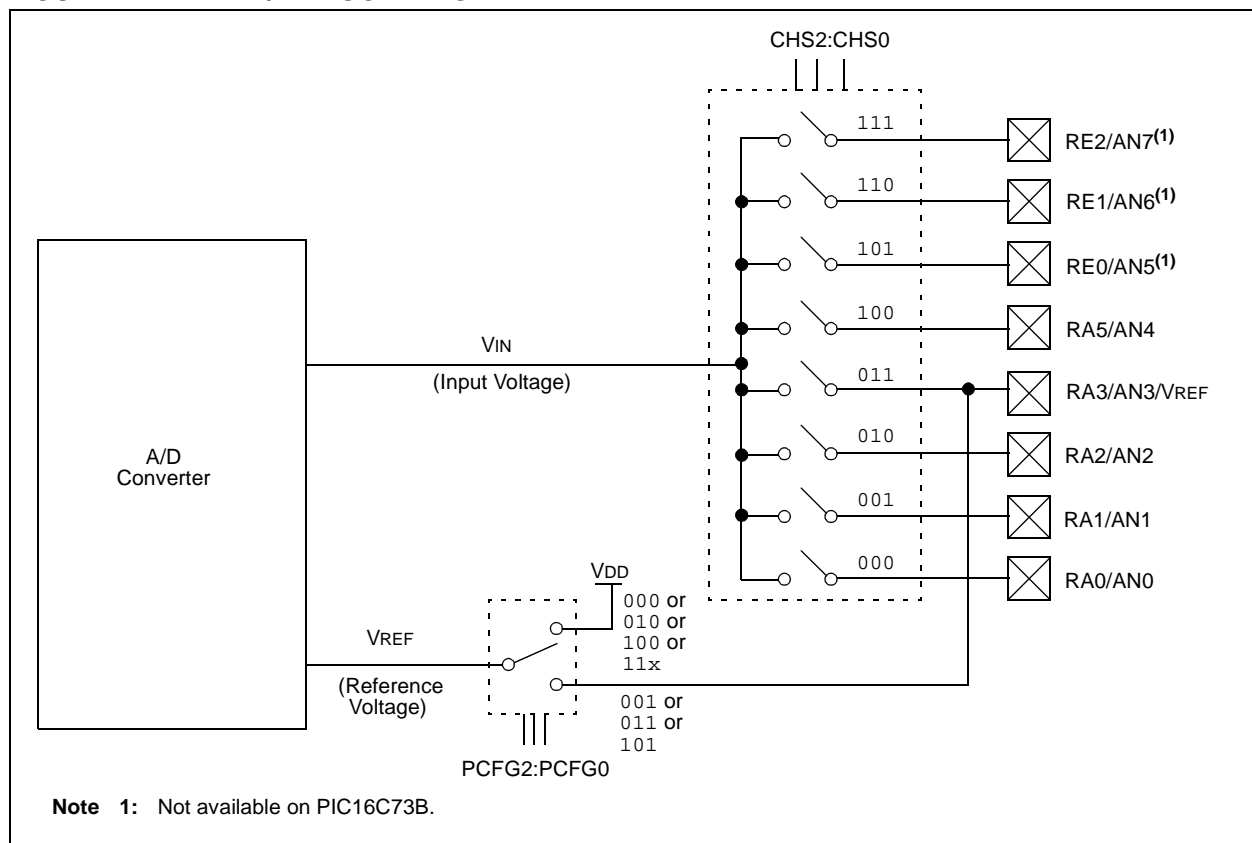 CHS2:CHS0
111
RE2/AN7(1)
110
RE1/AN6(1)
101
RE0/AN5(1)
100
RA5/AN4
VIN
(Input Voltage)
011
RA3/AN3/VREF
A/D
Converter
010
RA2/AN2
001
RA1/AN1
000
RA0/AN0
VDD
000 or
010 or
100 or
11x
VREF
(Reference
Voltage)
001 or
011 or
101
PCFG2:PCFG0
Note 1: Not available on PIC16C73B.